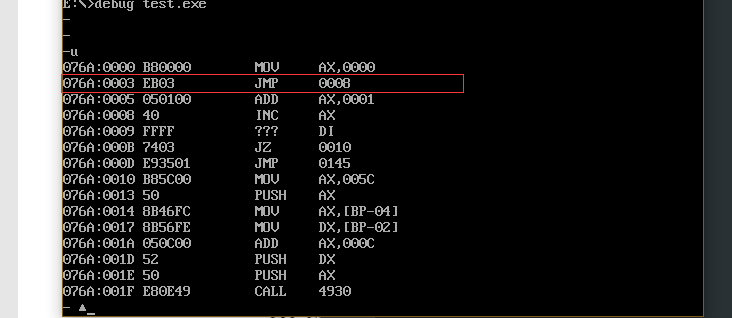 E:\>debug test.exe
-
-
-u
076A:0000 B80000 MOV AX,0000
076A:0003 EB03 JMP 0008
076A:0005 050100 ADD AX,0001
076A:0008 40 INC AX
076A:0009 FFFF ??? DI
076A:000B 7403 JZ 0010
076A:000D E93501 JMP 0145
076A:0010 B85C00 MOV AX,005C
076A:0013 50 PUSH AX
076A:0014 8B46FC MOV AX,[BP-04]
076A:0017 8B56FE MOV DX,[BP-02]
076A:001A 050C00 ADD AX,000C
076A:001D 52 PUSH DX
076A:001E 50 PUSH AX
076A:001F E80E49 CALL 4930
- ▲_